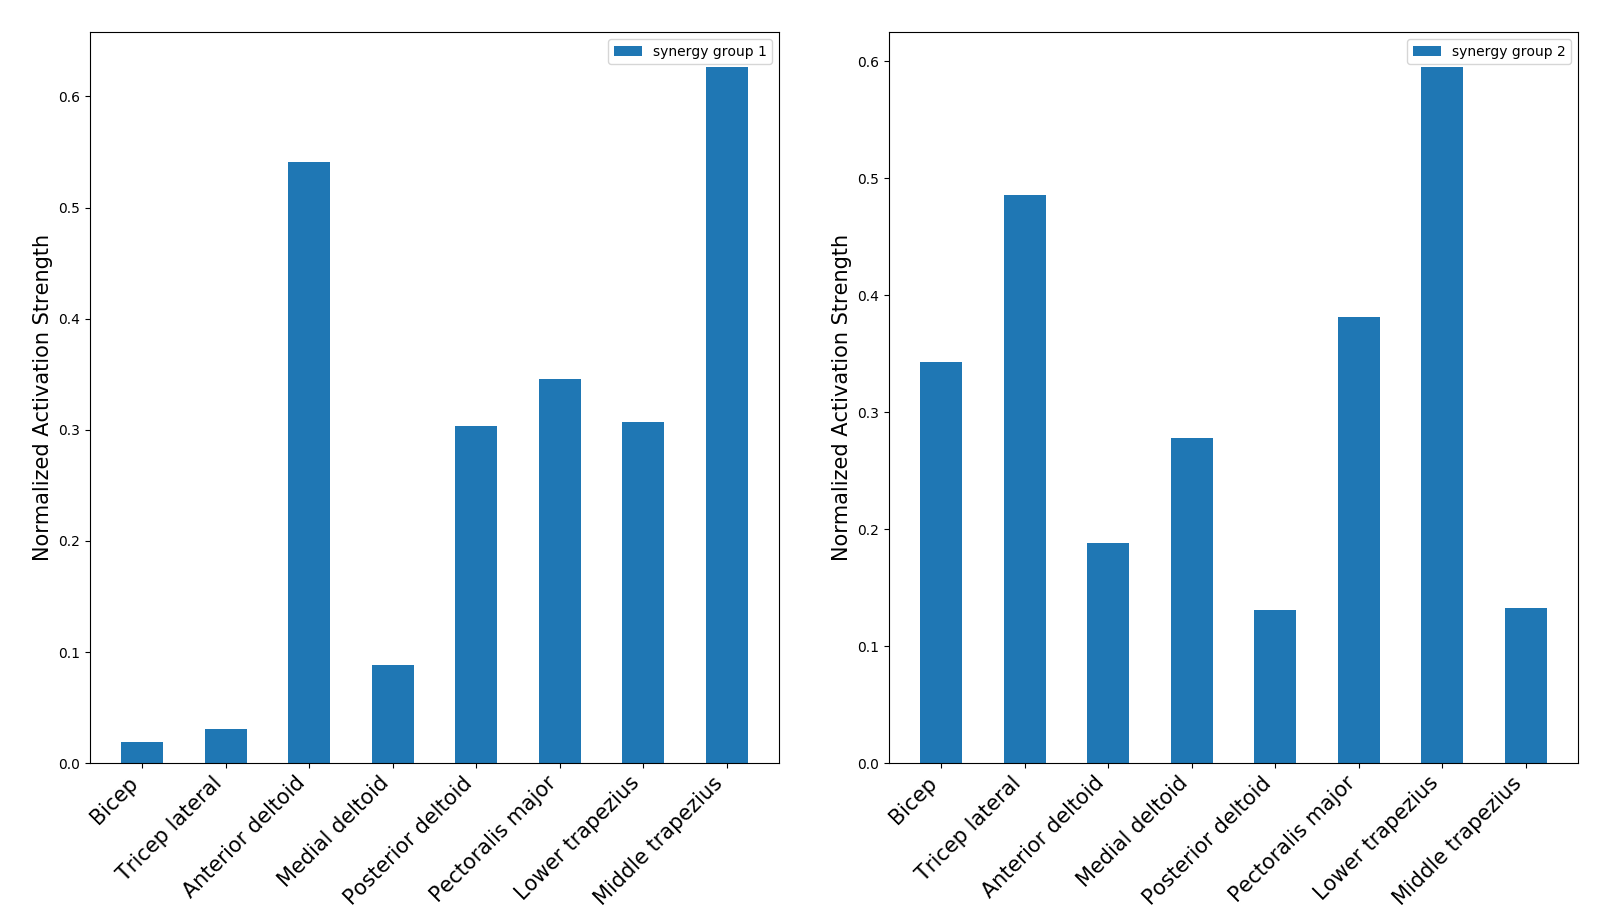 synergy group 1
Normalized Activation Strength
0.6
0.5
0.4
0.3
0.2
0.1
0.0
Bicep
Tricep lateral
Anterior deltoid
Medial deltoid
Posterior deltoid
Pectoralis major
Lower trapezius
Middle trapezius
synergy group 2
Normalized Activation Strength
0.6
0.5
0.4
0.3
0.2
0.1
0.0
Bicep
Tricep lateral
Anterior deltoid
Medial deltoid
Posterior deltoid
Pectoralis major
Lower trapezius
Middle trapezius